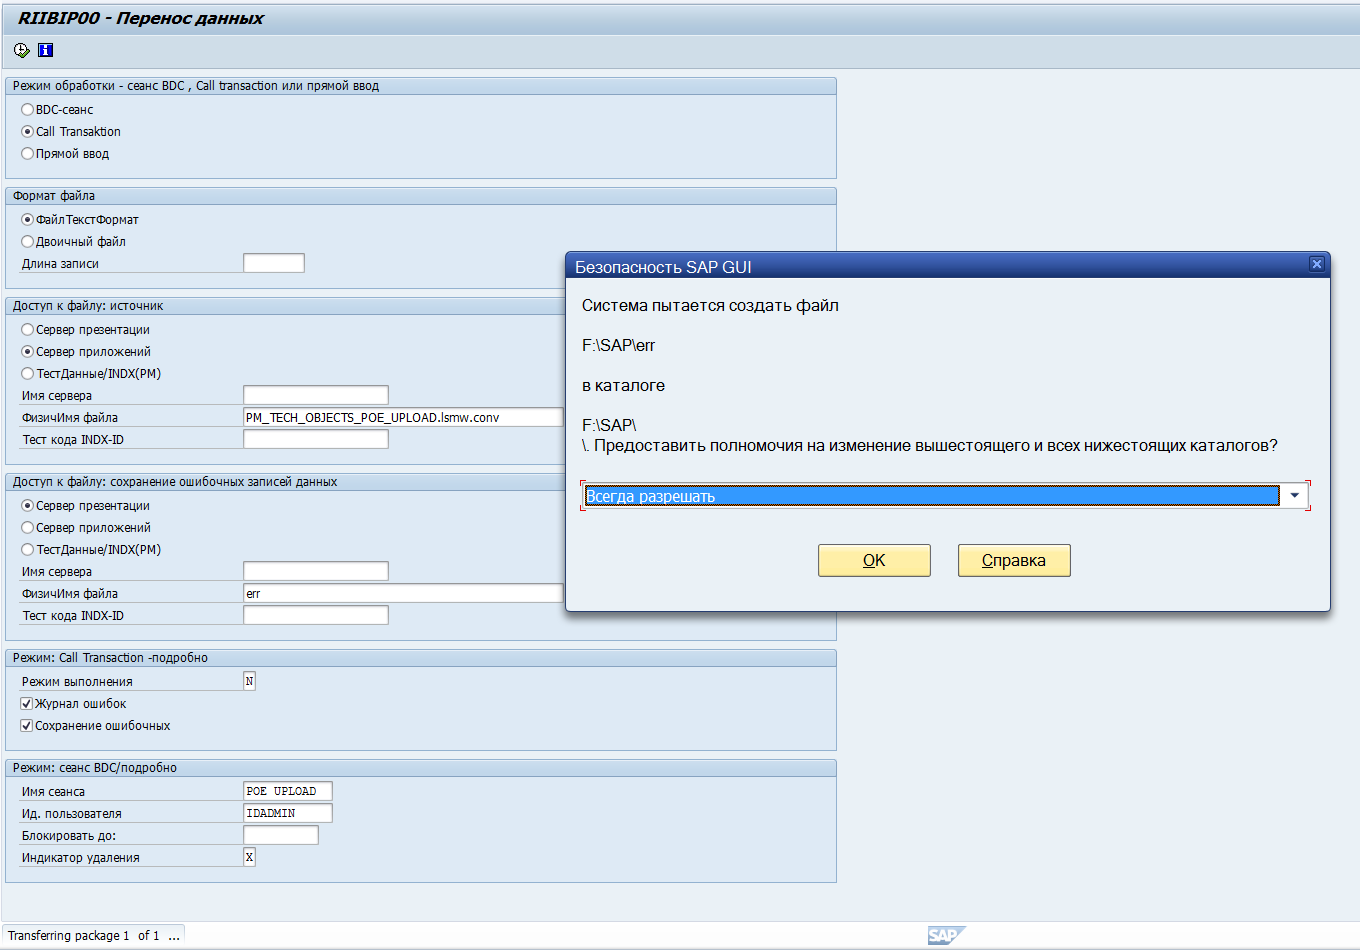 RIIBIP00 - Перенос данных
Режим обработки - сеанс BDC , Call transaction или прямой ввод
BDC-сеанс
Call Transaktion
Прямой ввод
Формат файла
ФайлТекстФормат
Двоичный файл
Длина записи
Доступ к файлу: источник
Сервер презентации
Сервер приложений
ТестДанные/INDX(PM)
Имя сервера
ФизичИмя файла PM_TECH_OBJECTS_POE_UPLOAD.lsmw.conv
Тест кода INDX-ID
Доступ к файлу: сохранение ошибочных записей данных
Сервер презентации
Сервер приложений
ТестДанные/INDX(PM)
Имя сервера
ФизичИмя файла err
Тест кода INDX-ID
Режим: Call Transaction -подробно
Режим выполнения N
Журнал ошибок
Сохранение ошибочных
Режим: сеанс BDC/подробно
Имя сеанса POE UPLOAD
Ид. пользователя IDADMIN
Блокировать до:
Индикатор удаления X
Безопасность SAP GUI
Система пытается создать файл
F:\SAP\err
в каталоге
F:\SAP\
\. Предоставить полномочия на изменение вышестоящего и всех нижестоящих каталогов?
Всегда разрешать
OK
Справка
Transferring package 1 of 1 ...
SAP